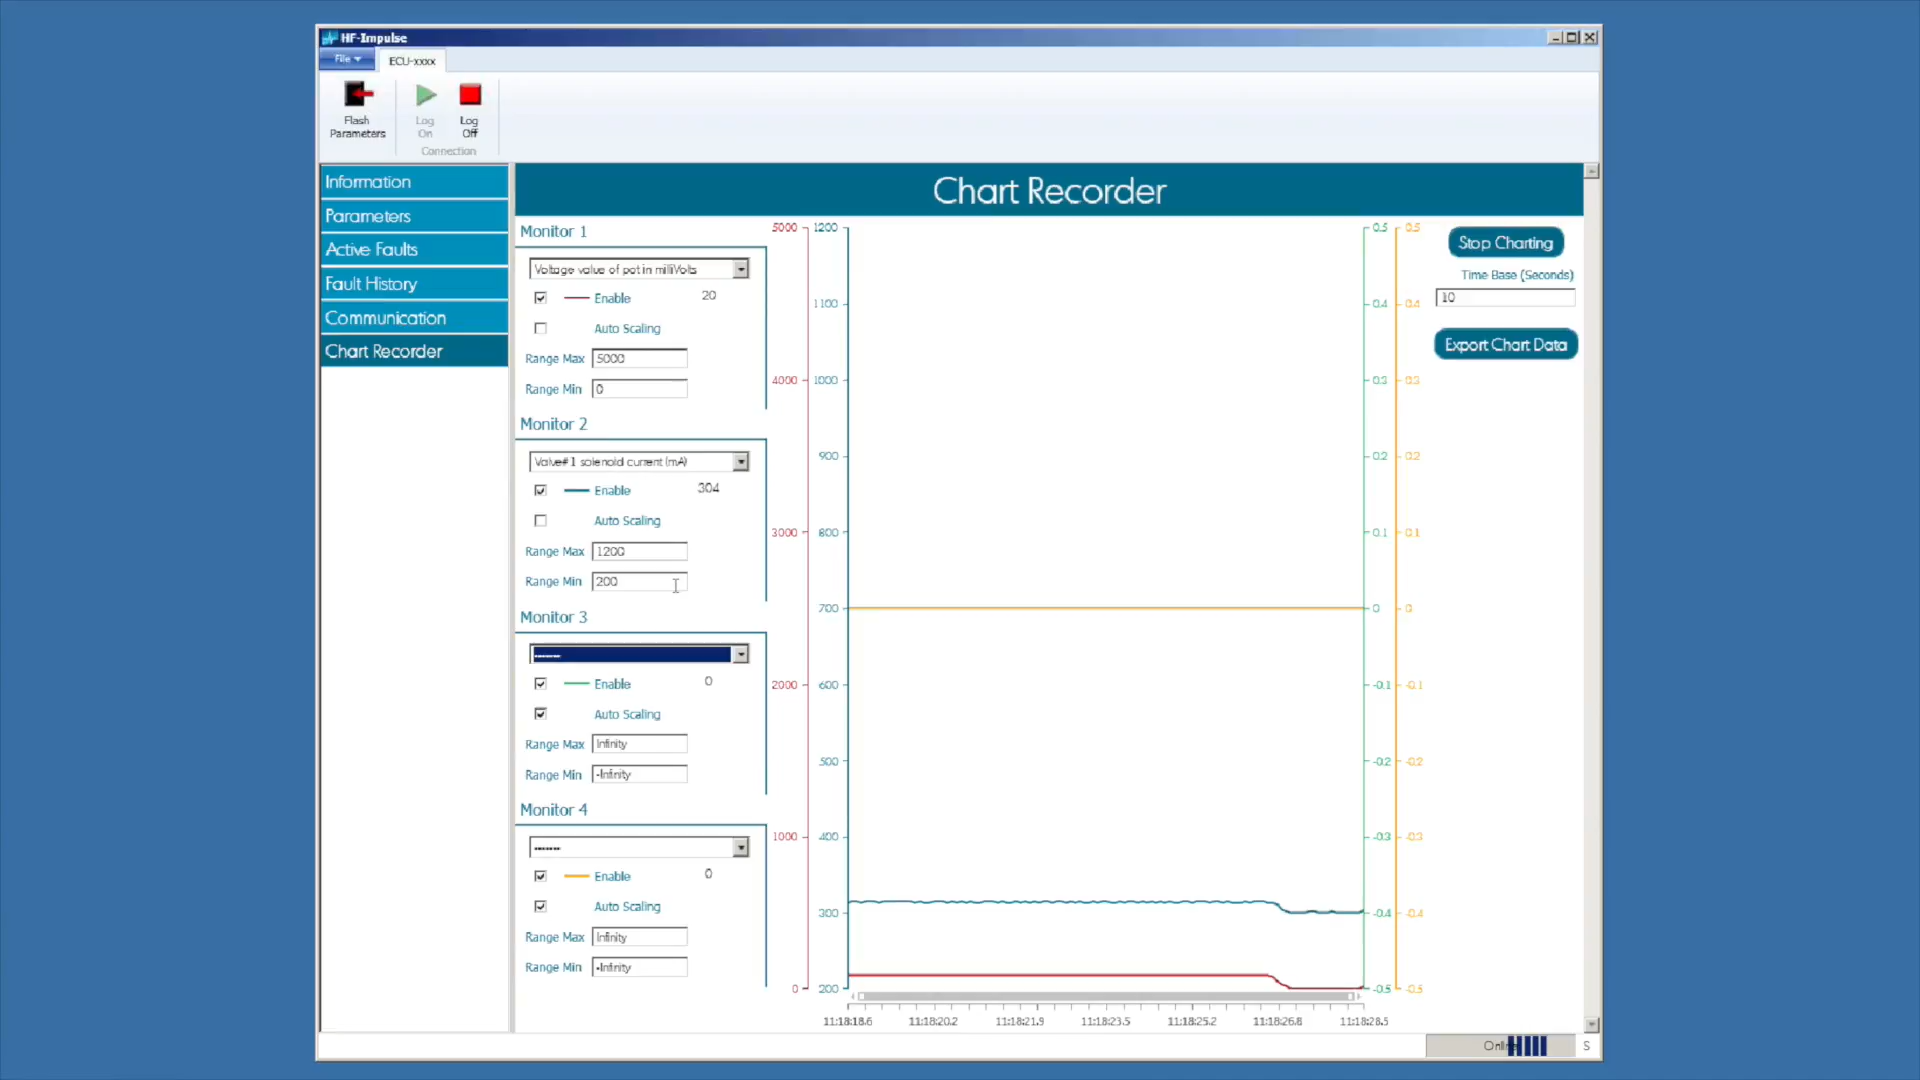 HF-Impulse
File
ECU-xxxx
Flash
Parameters
Log
On
Log
Off
Connection
Information
Parameters
Active Faults
Fault History
Communication
Chart Recorder
Chart Recorder
Monitor 1
Voltage value of pot in milliVolts
Enable 20
Auto Scaling
Range Max 5000
Range Min 0
Monitor 2
Valve#1 solenoid current (mA)
Enable 304
Auto Scaling
Range Max 1200
Range Min 200
Monitor 3
-------
Enable 0
Auto Scaling
Range Max Infinity
Range Min -Infinity
Monitor 4
-------
Enable 0
Auto Scaling
Range Max Infinity
Range Min -Infinity
5000
4000
3000
2000
1000
0
1200
1100
1000
900
800
700
600
500
400
300
200
0.5
0.4
0.3
0.2
0.1
0
-0.1
-0.2
-0.3
-0.4
-0.5
0.5
0.4
0.3
0.2
0.1
0
-0.1
-0.2
-0.3
-0.4
-0.5
11:18:18.6 11:18:20.2 11:18:21.9 11:18:23.5 11:18:25.2 11:18:26.8 11:18:28.5
Stop Charting
Time Base (Seconds)
10
Export Chart Data
S